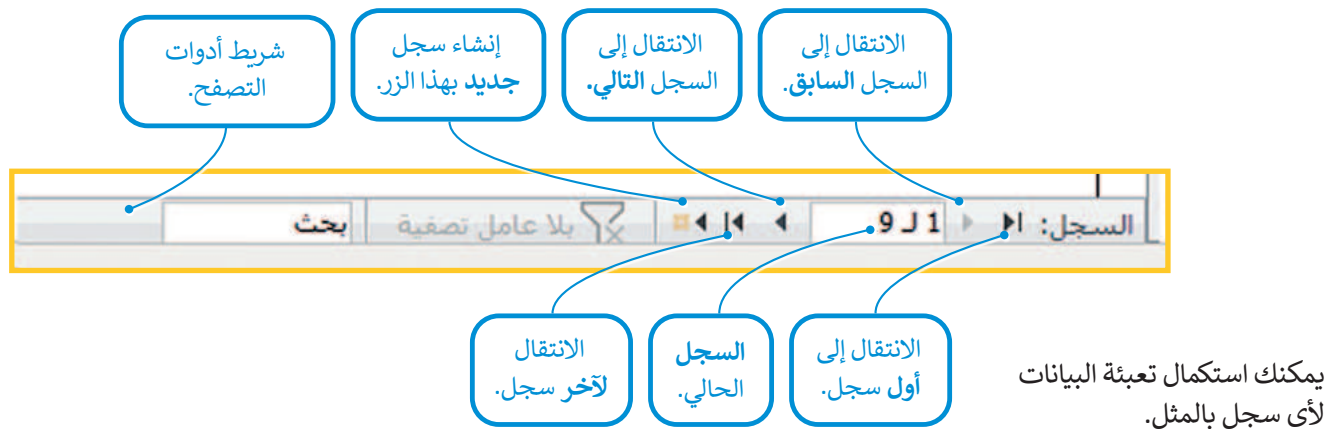 الانتقال إلى
السجل السابق.
الانتقال إلى
السجل التالي.
إنشاء سجل
جديد بهذا الزر.
شريط أدوات
التصفح.
السجل: 1 لـ 9 بلا عامل تصفية بحث
الانتقال إلى
أول سجل.
السجل
الحالي.
الانتقال
لآخر سجل.
يمكنك استكمال تعبئة البيانات
لأى سجل بالمثل.